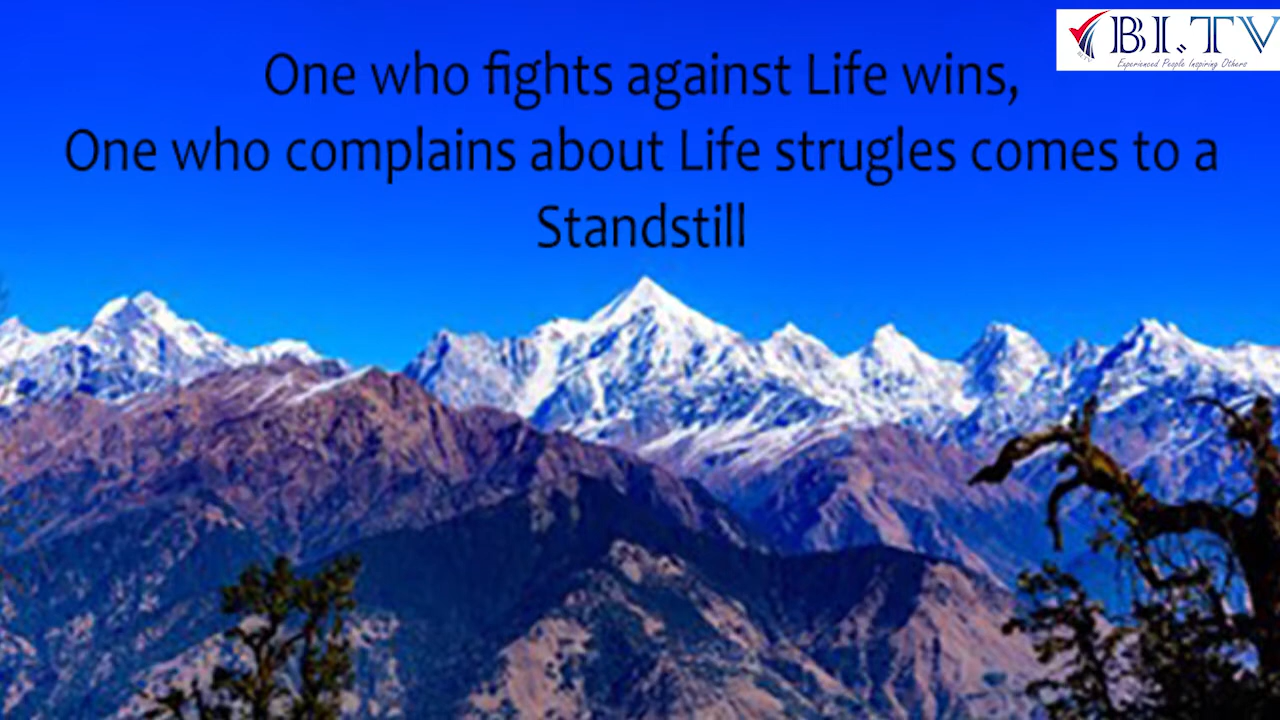 BI.TV
Experienced People Inspiring Others
One who fights against Life wins,
One who complains about Life strugles comes to a
Standstill